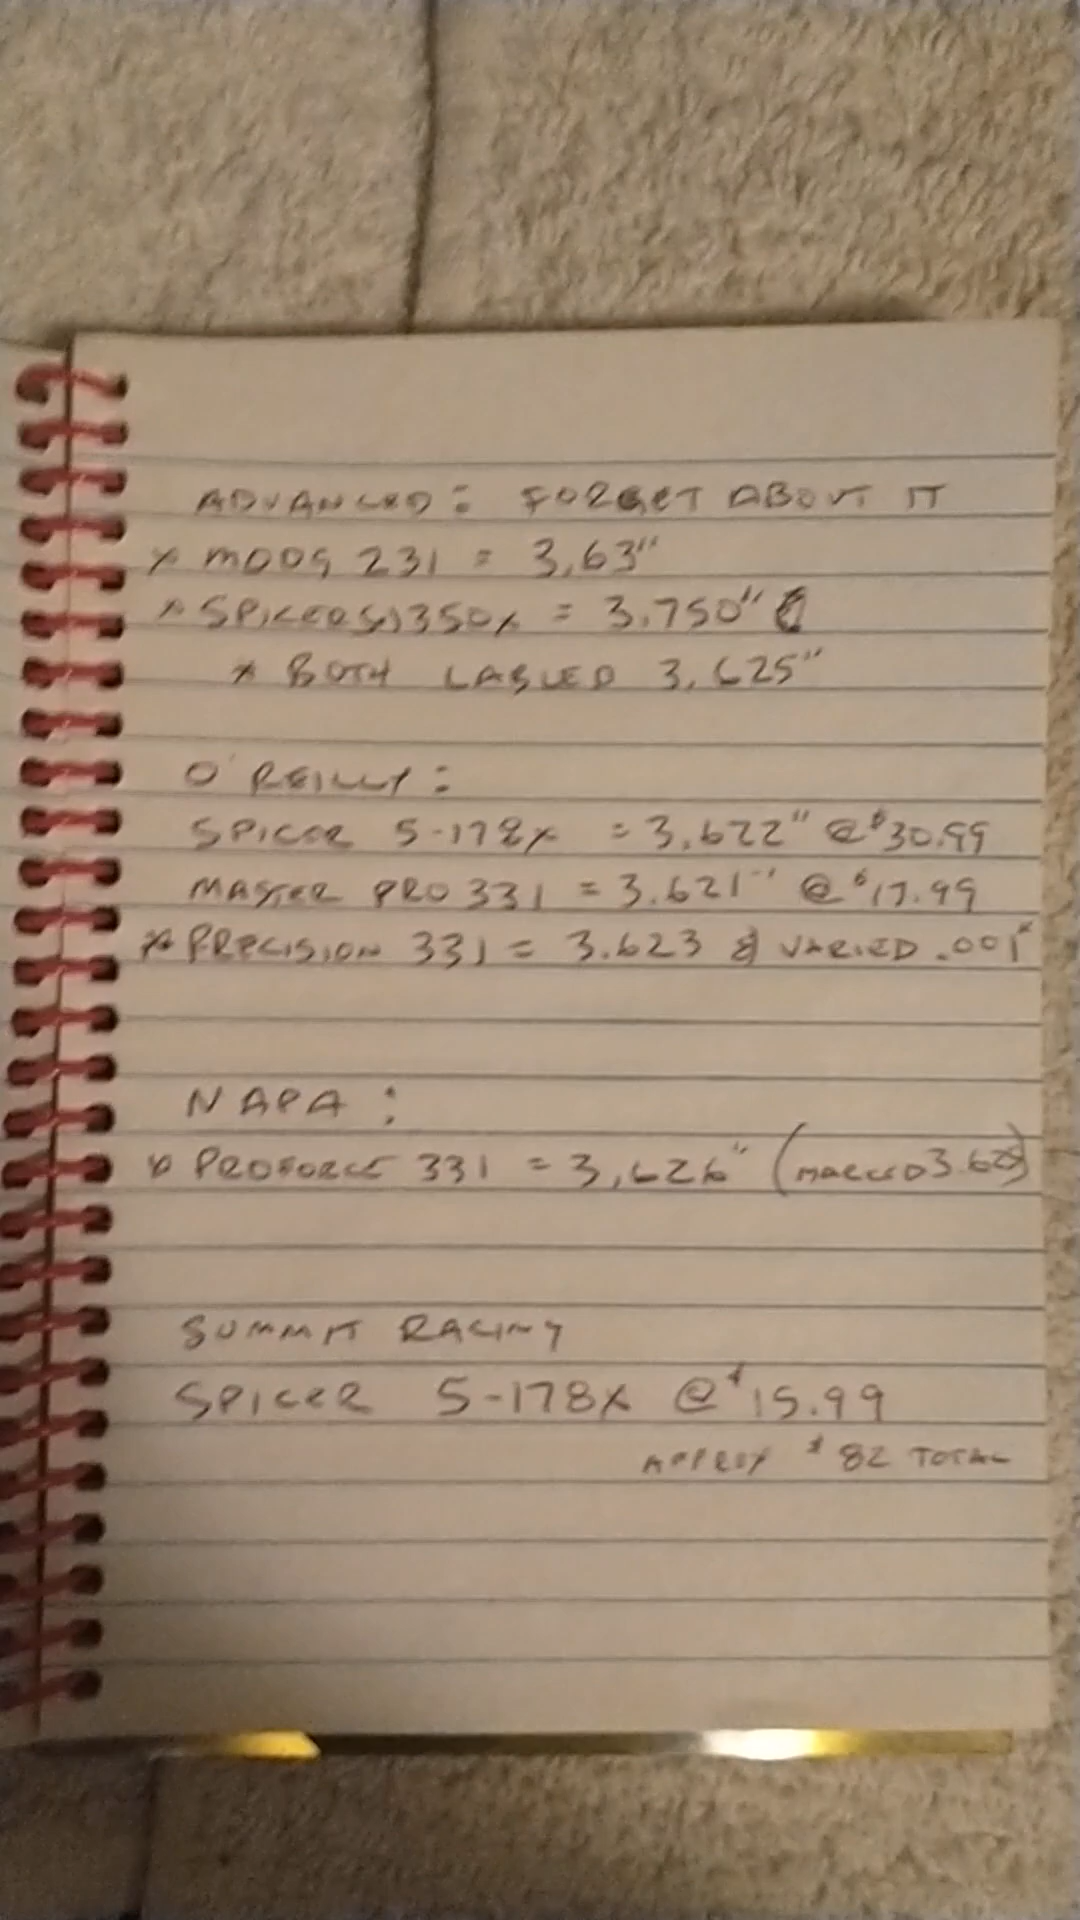 ADVANCED: FORGET ABOUT IT
* MOOG 231 = 3.63"
* SPICER(S)1350X = 3.750"
* BOTH LABLED 3.625"
O'REILLY:
SPICER 5-178X = 3.622" @ $30.99
MASTER PRO 331 = 3.621" @ $17.99
* PRECISION 331 = 3.623 & VARIED .001"
NAPA:
* PROFORCE 331 = 3.626" (MARKED 3.625)
SUMMIT RACING
SPICER 5-178X @ $15.99
APPROX $82 TOTAL